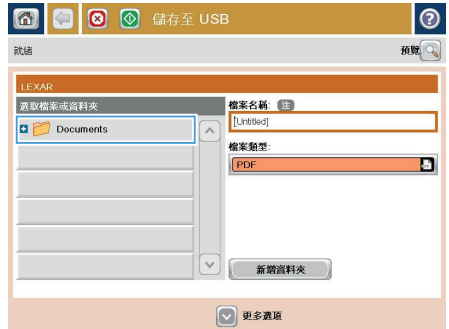 儲存至 USB
就緒
預覽
LEXAR
選取檔案或資料夾
Documents
檔案名稱: 注
[Untitled]
檔案類型:
PDF
新增資料夾
更多選項